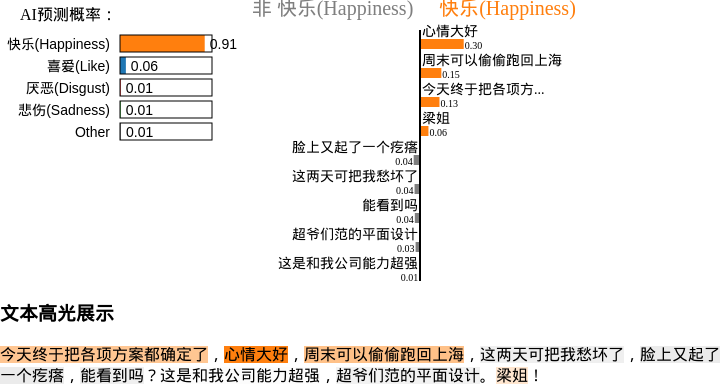 AI预测概率：
快乐(Happiness) 0.91
喜爱(Like) 0.06
厌恶(Disgust) 0.01
悲伤(Sadness) 0.01
Other 0.01
非 快乐(Happiness) 快乐(Happiness)
心情大好
0.30
周末可以偷偷跑回上海
0.15
今天终于把各项方...
0.13
梁姐
0.06
脸上又起了一个疙瘩
0.04
这两天可把我愁坏了
0.04
能看到吗
0.04
超爷们范的平面设计
0.03
这是和我公司能力超强
0.01
文本高光展示
今天终于把各项方案都确定了，心情大好，周末可以偷偷跑回上海，这两天可把我愁坏了，脸上又起了
一个疙瘩，能看到吗？这是和我公司能力超强，超爷们范的平面设计。梁姐！